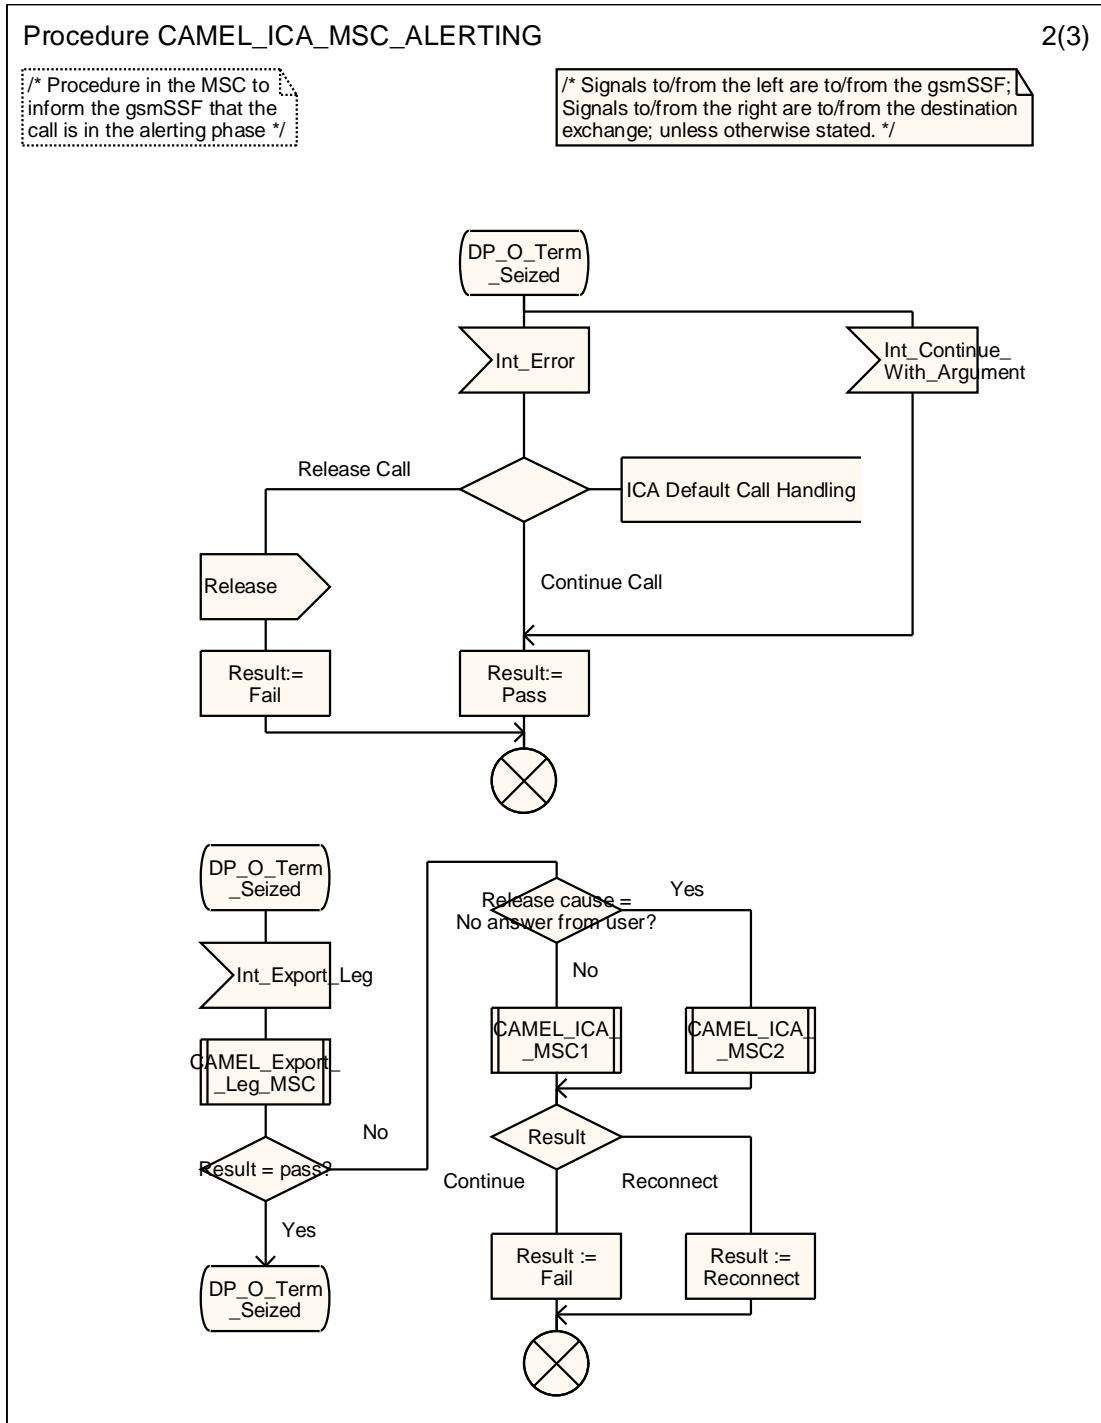 Procedure CAMEL_ICA_MSC_ALERTING
2(3)
/* Procedure in the MSC to
inform the gsmSSF that the
call is in the alerting phase */
/* Signals to/from the left are to/from the gsmSSF;
Signals to/from the right are to/from the destination
exchange; unless otherwise stated. */
DP_O_Term
_Seized
Int_Error
Int_Continue_
With_Argument
Release Call
ICA Default Call Handling
Release
Continue Call
Result:=
Fail
Result:=
Pass
DP_O_Term
_Seized
Int_Export_Leg
CAMEL_Export_
_Leg_MSC
Result = pass?
No
Yes
DP_O_Term
_Seized
Release cause =
No answer from user?
Yes
No
CAMEL_ICA_
_MSC1
CAMEL_ICA_
_MSC2
Result
Continue
Reconnect
Result :=
Fail
Result :=
Reconnect